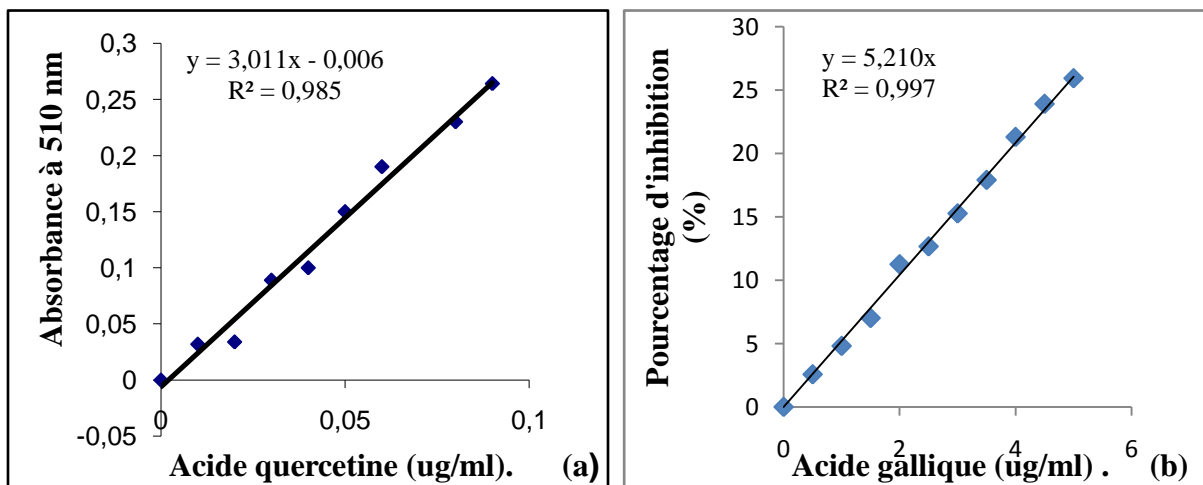 0,3
0,25
0,2
0,15
0,1
0,05
0
-0,05
Absorbance à 510 nm
y = 3,011x - 0,006
R² = 0,985
0
0,05
0,1
Acide quercetine (ug/ml). (a)
30
25
20
15
10
5
0
Pourcentage d'inhibition
(%)
y = 5,210x
R² = 0,997
0
2
4
6
Acide gallique (ug/ml) . (b)